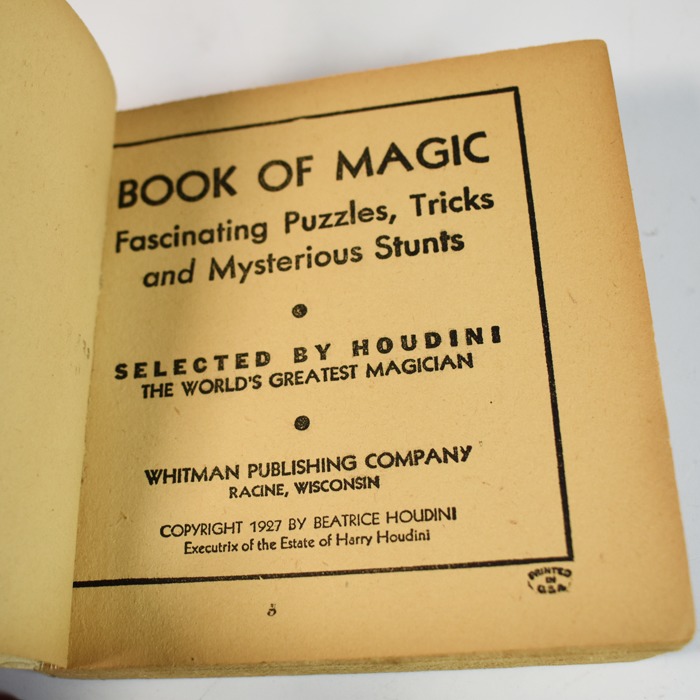 BOOK OF MAGIC
Fascinating Puzzles, Tricks
and Mysterious Stunts
SELECTED BY HOUDINI
THE WORLD'S GREATEST MAGICIAN
WHITMAN PUBLISHING COMPANY
RACINE, WISCONSIN
COPYRIGHT 1927 BY BEATRICE HOUDINI
Executrix of the Estate of Harry Houdini
PRINTED
IN
U.S.A.